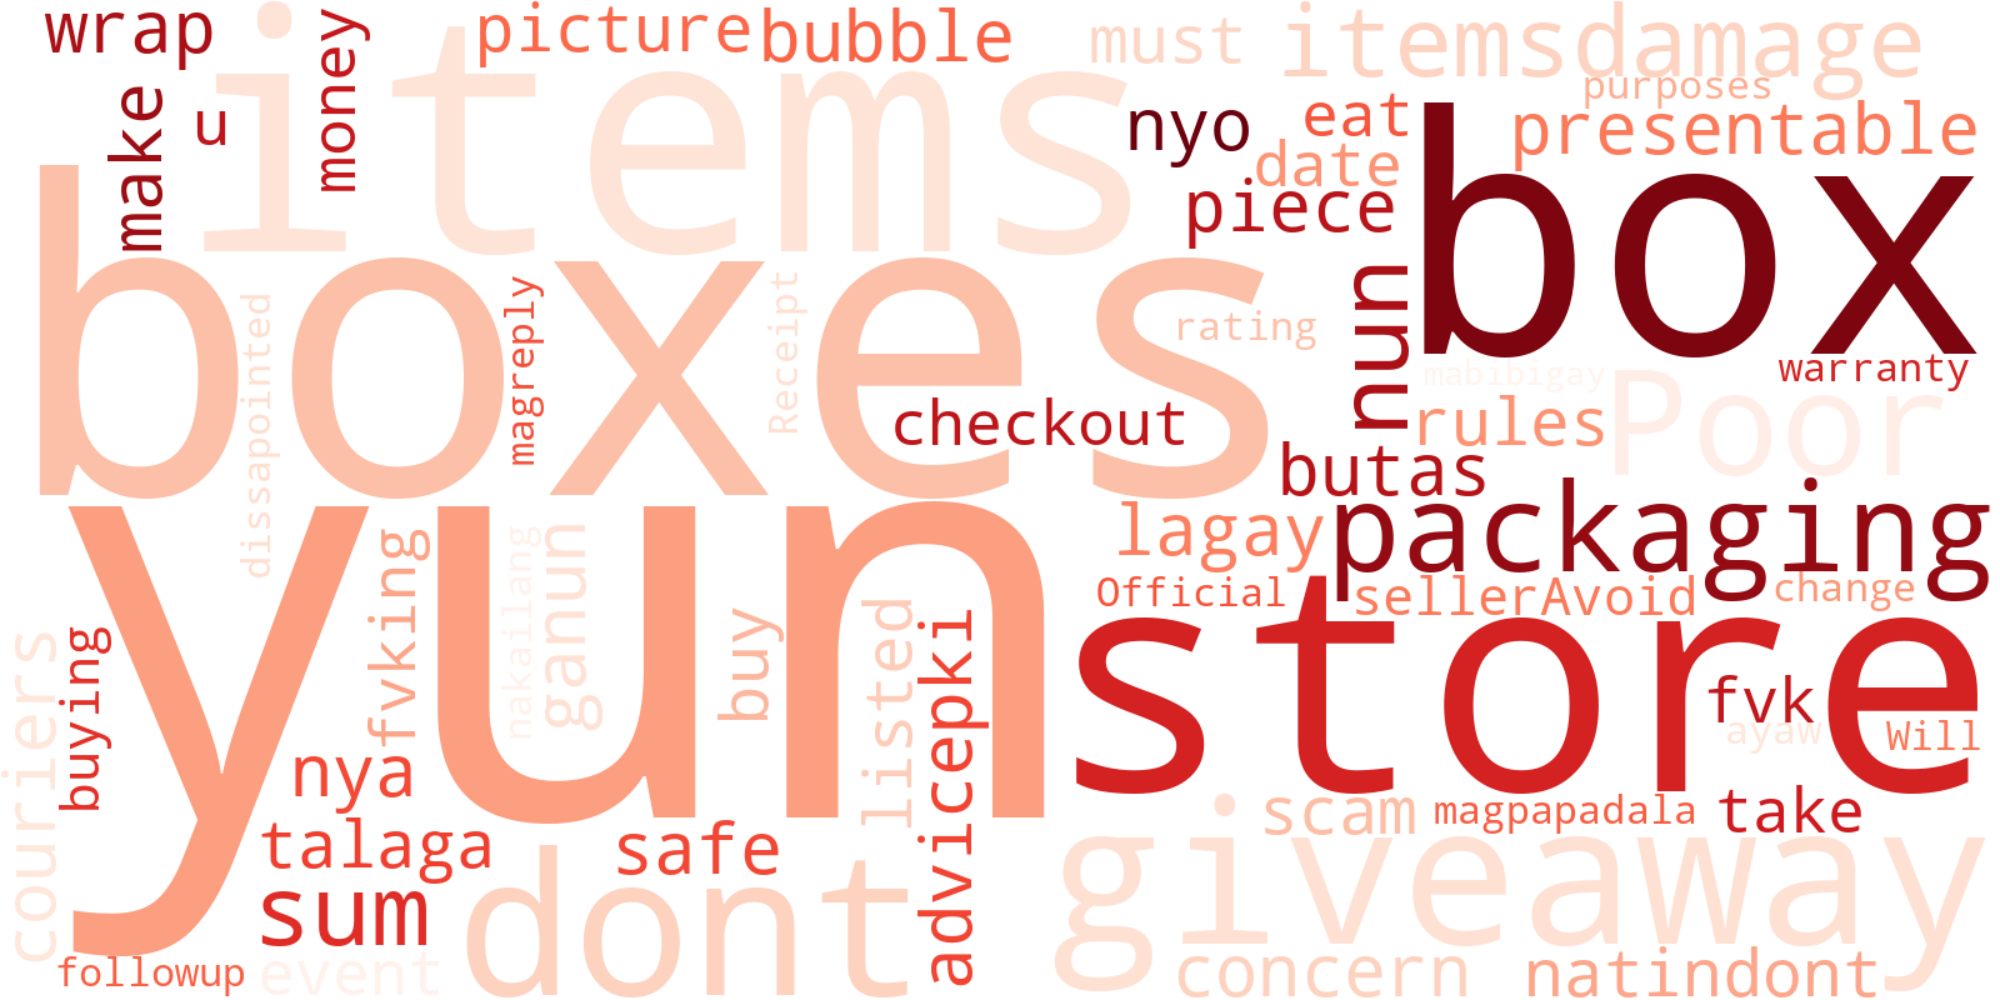 wrap
picture
bubble
must
itemsdamage
items
money
make
u
purposes
nyo
eat
presentable
date
piece
box
boxes
nun
dissapointed
magreply
Receipt
rating
warranty
mabibigay
Poor
checkout
rules
butas
packaging
lagay
yun
fvking
nakailang
ganun
Official
sellerAvoid
change
store
buy
listed
advicepki
couriers
buying
fvk
ayaw
Will
nya
talaga
safe
scam
magpapadala
take
giveaway
sum
dont
followup
event
concern
natindont